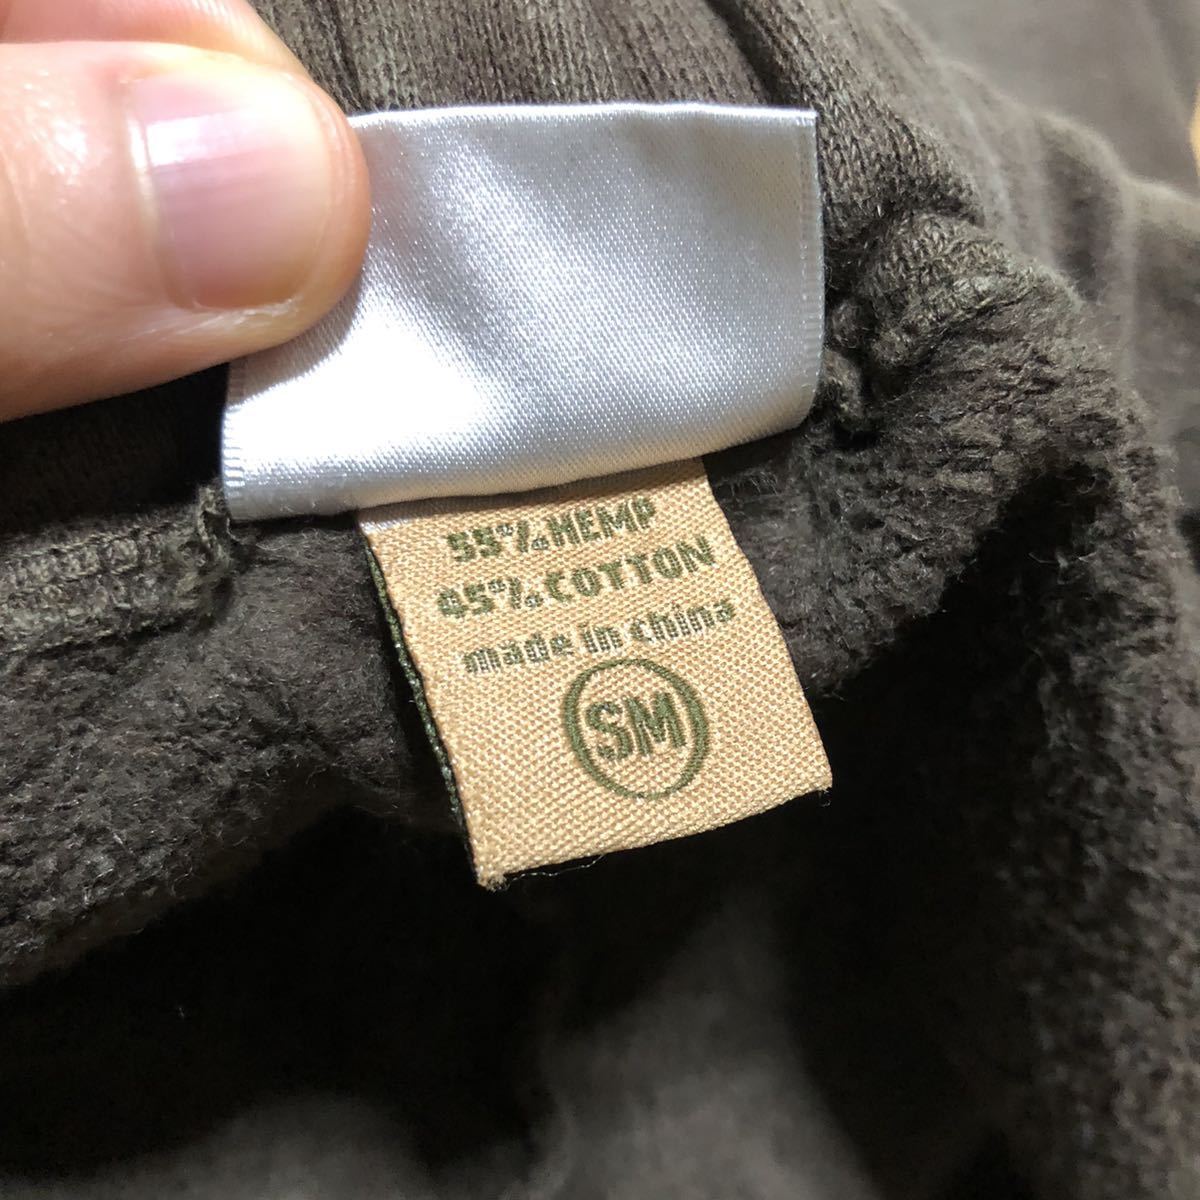 55% HEMP
45% COTTON
made in china
SM